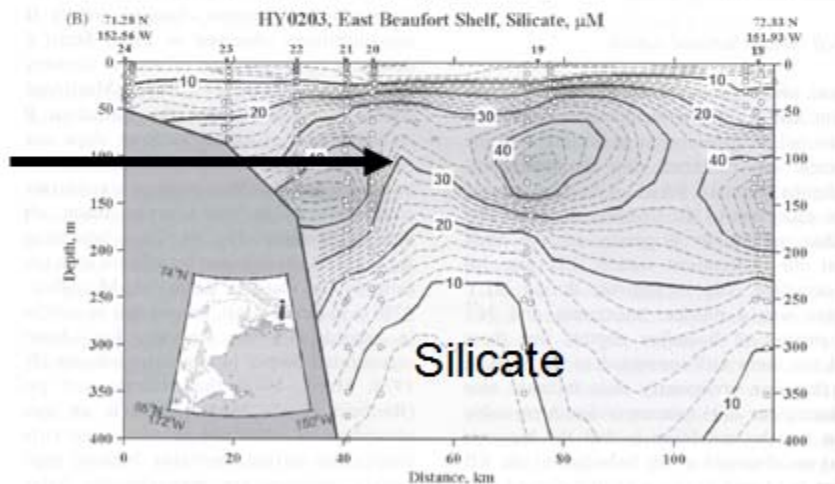 (B) 71.28 N HY0203, East Beaufort Shelf, Silicate, µM 72.33 N
152.56 W 151.93 W
24 23 22 21 20 19 18
0 0
10 10
50 20 30 20 50
100 40 40 40 100
150 30 150
200 20 200
250 10 250
300 300
350 10 350
400 400
Depth, m
74°N
172°W 150°W
Silicate
0 20 40 60 80 100
Distance, km